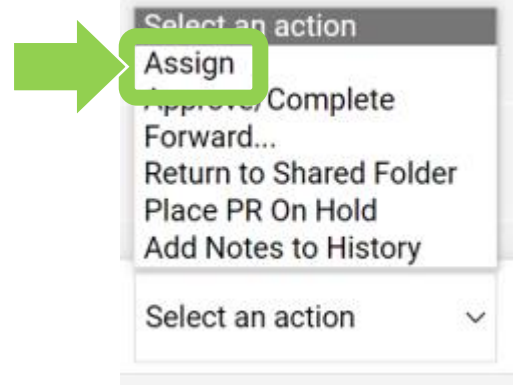 Select an action
Assign
Approve/Complete
Forward...
Return to Shared Folder
Place PR On Hold
Add Notes to History
Select an action